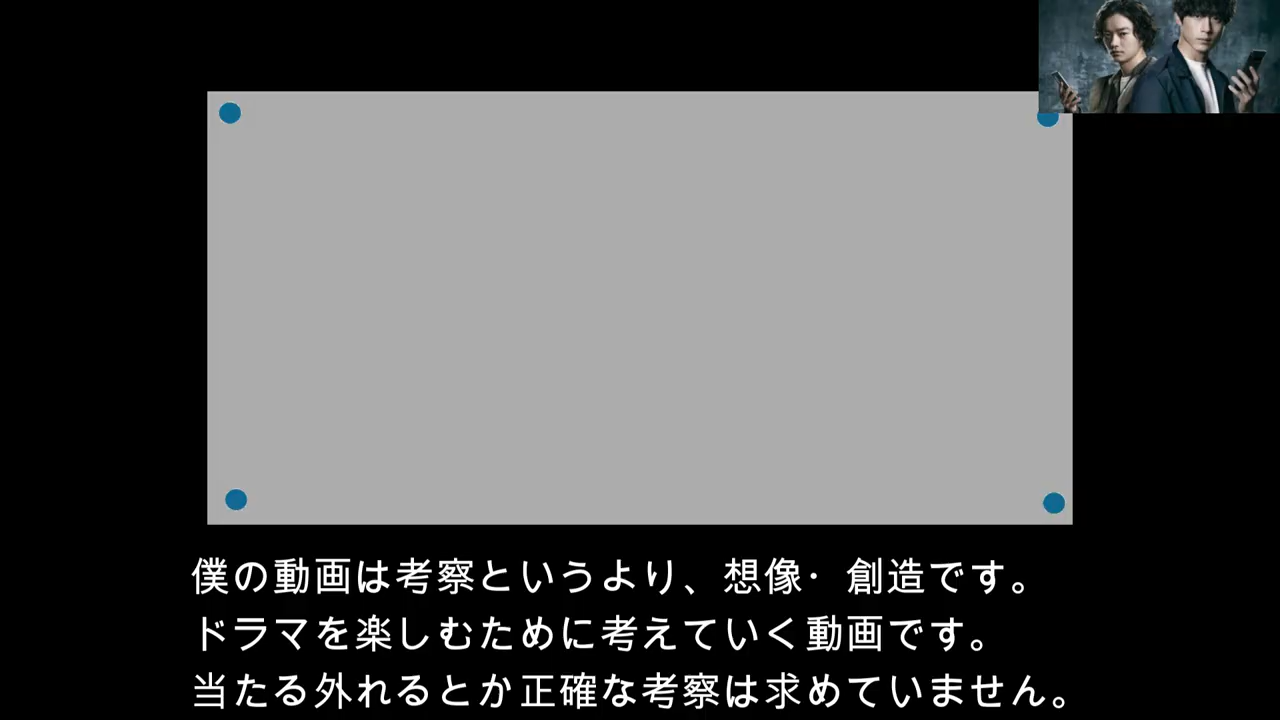 僕の動画は考察というより、想像・創造です。
ドラマを楽しむために考えていく動画です。
当たる外れるとか正確な考察は求めていません。